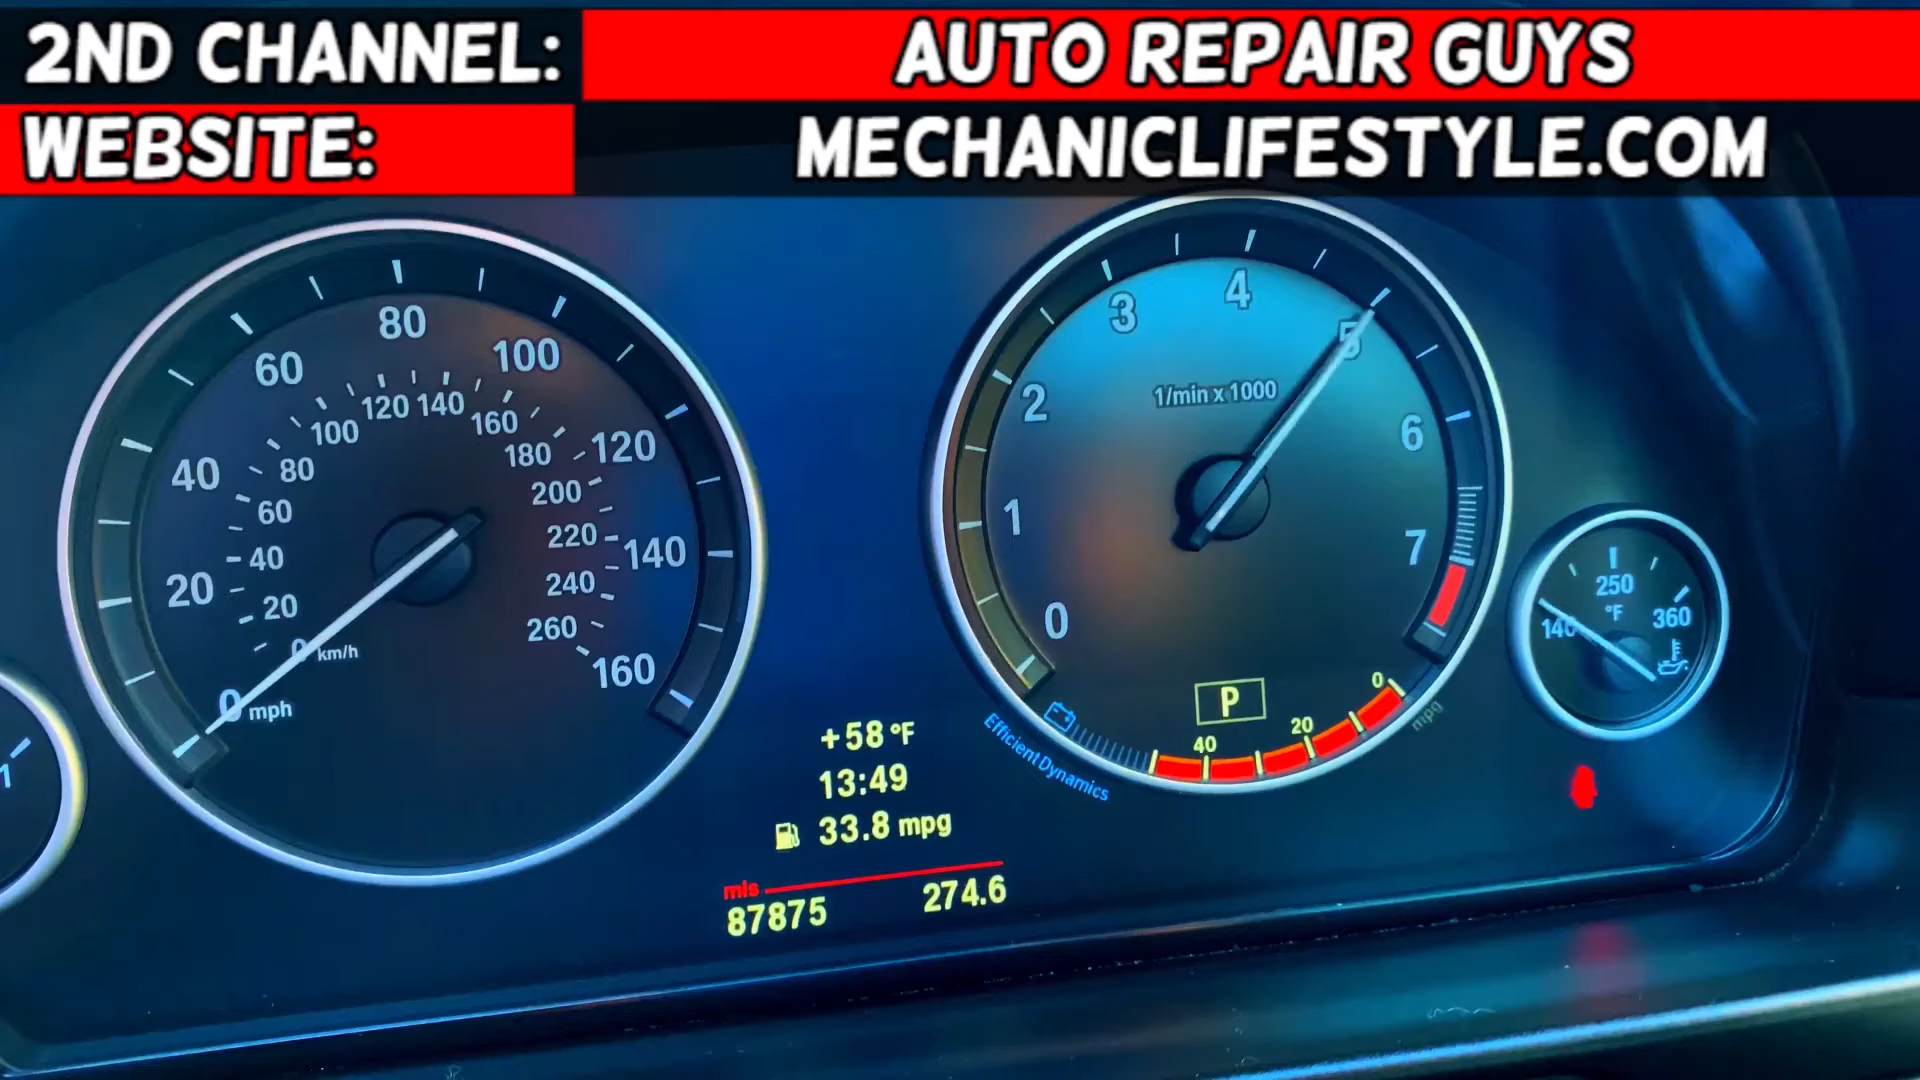 2ND CHANNEL: AUTO REPAIR GUYS
WEBSITE: MECHANICLIFESTYLE.COM
0 mph
20
40
60
80
100
120
140
160
0 km/h
20
40
60
80
100
120
140
160
180
200
220
240
260
+58 °F
13:49
33.8 mpg
mls
87875 274.6
0
1
2
3
4
5
6
7
1/min x 1000
P
40 20 0
mpg
EfficientDynamics
140
250
°F
360
1